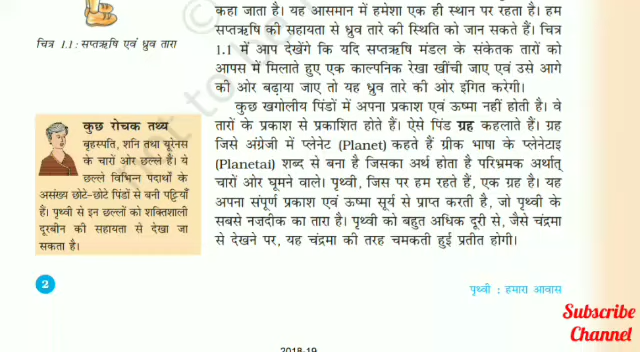 कहा जाता है। यह आसमान में हमेशा एक ही स्थान पर रहता है। हम
सप्तऋषि की सहायता से ध्रुव तारे की स्थिति को जान सकते हैं। चित्र
1.1 में आप देखेंगे कि यदि सप्तऋषि मंडल के संकेतक तारों को
आपस में मिलाते हुए एक काल्पनिक रेखा खींची जाए एवं उसे आगे
की ओर बढ़ाया जाए तो यह ध्रुव तारे की ओर इंगित करेगी।
चित्र 1.1 : सप्तऋषि एवं ध्रुव तारा
कुछ खगोलीय पिंडों में अपना प्रकाश एवं ऊष्मा नहीं होती है। वे
तारों के प्रकाश से प्रकाशित होते हैं। ऐसे पिंड ग्रह कहलाते हैं। ग्रह
जिसे अंग्रेजी में प्लेनेट (Planet) कहते हैं ग्रीक भाषा के प्लेनेटाइ
(Planetai) शब्द से बना है जिसका अर्थ होता है परिभ्रमक अर्थात्
चारों ओर घूमने वाले। पृथ्वी, जिस पर हम रहते हैं, एक ग्रह है। यह
अपना संपूर्ण प्रकाश एवं ऊष्मा सूर्य से प्राप्त करती है, जो पृथ्वी के
सबसे नज़दीक का तारा है। पृथ्वी को बहुत अधिक दूरी से, जैसे चंद्रमा
से देखने पर, यह चंद्रमा की तरह चमकती हुई प्रतीत होगी।
कुछ रोचक तथ्य
बृहस्पति, शनि तथा यूरेनस
के चारों ओर छल्ले हैं। ये
छल्ले विभिन्न पदार्थों के
असंख्य छोटे-छोटे पिंडों से बनी पट्टियाँ
हैं। पृथ्वी से इन छल्लों को शक्तिशाली
दूरबीन की सहायता से देखा जा
सकता है।
2
पृथ्वी : हमारा आवास
Subscribe
Channel
2018-19